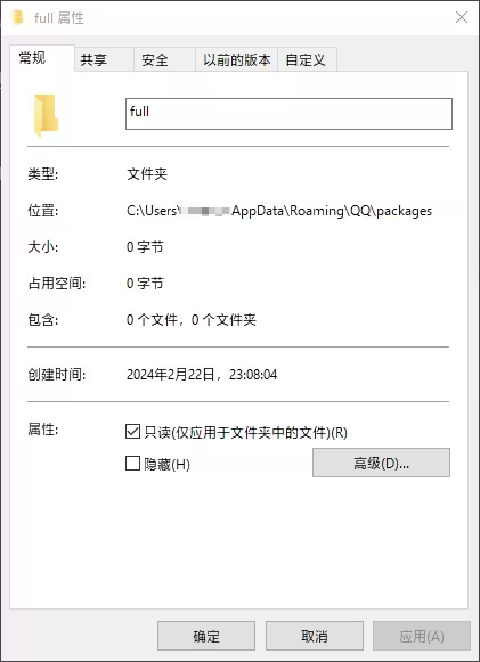 full 属性
常规 共享 安全 以前的版本 自定义
full
类型: 文件夹
位置: C:\Users\ AppData\Roaming\QQ\packages
大小: 0 字节
占用空间: 0 字节
包含: 0 个文件，0 个文件夹
创建时间: 2024年2月22日，23:08:04
属性: 只读(仅应用于文件夹中的文件)(R)
隐藏(H) 高级(D)...
确定 取消 应用(A)